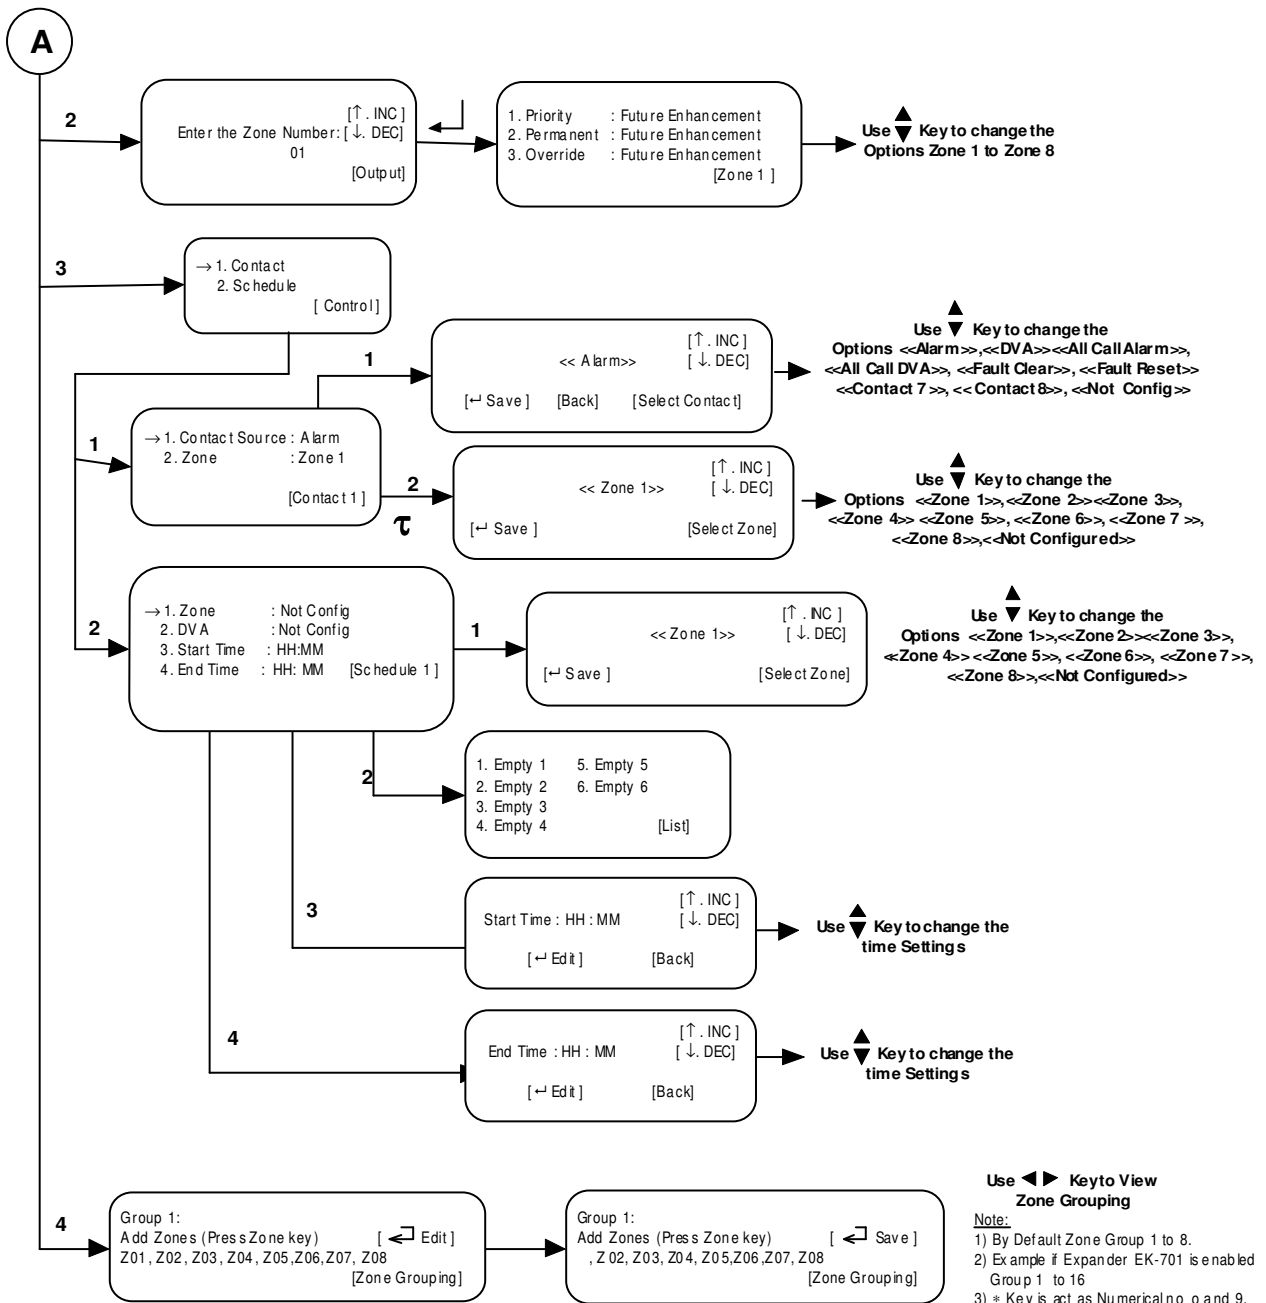 A
2
[↑. INC ]
Enter the Zone Number: [ ↓. DEC]
01
[Output]
1. Priority : Future Enhancement
2. Permanent : Future Enhancement
3. Override : Future Enhancement
[Zone 1 ]
Use ▲▼ Key to change the
Options Zone 1 to Zone 8
3
→ 1. Contact
2. Schedule
[ Control]
1
[↑. INC ]
<< Alarm>> [ ↓. DEC]
[↵ Save ] [Back] [Select Contact]
Use ▲▼ Key to change the
Options <<Alarm>>,<<DVA>><<All CallAlarm>>,
<<All Call DVA>>, <<Fault Clear>>, <<Fault Reset>>
<<Contact 7 >>, << Contact 8>>, <<Not Config>>
1
→ 1. Contact Source : Alarm
2. Zone : Zone 1
[Contact 1 ]
2
τ
[↑. INC ]
<< Zone 1>> [ ↓. DEC]
[↵ Save ] [Select Zone]
Use ▲▼ Key to change the
Options <<Zone 1>>,<<Zone 2>><<Zone 3>>,
<<Zone 4>> <<Zone 5>>, <<Zone 6>>, <<Zone 7 >>,
<<Zone 8>>,<<Not Configured>>
2
→ 1. Zone : Not Config
2. DVA : Not Config
3. Start Time : HH:MM
4. End Time : HH: MM [Schedule 1 ]
1
[↑. INC ]
<< Zone 1>> [ ↓. DEC]
[↵ Save ] [Select Zone]
Use ▲▼ Key to change the
Options <<Zone 1>>,<<Zone 2>><<Zone 3>>,
<<Zone 4>> <<Zone 5>>, <<Zone 6>>, <<Zone 7 >>,
<<Zone 8>>,<<Not Configured>>
2
1. Empty 1 5. Empty 5
2. Empty 2 6. Empty 6
3. Empty 3
4. Empty 4 [List]
3
[↑. INC ]
Start Time : HH : MM [ ↓. DEC]
[↵ Edit ] [Back]
Use ▲▼ Key to change the
time Settings
4
[↑. INC ]
End Time : HH : MM [ ↓. DEC]
[↵ Edit ] [Back]
Use ▲▼ Key to change the
time Settings
4
Group 1:
Add Zones (Press Zone key) [ ↵ Edit ]
Z01, Z02, Z03, Z04, Z05,Z06,Z07, Z08
[Zone Grouping]
Group 1:
Add Zones (Press Zone key) [ ↵ Save ]
, Z02, Z03, Z04, Z05,Z06,Z07, Z08
[Zone Grouping]
Use ◀ ▶ Key to View
Zone Grouping
Note:
1) By Default Zone Group 1 to 8.
2) Example if Expander EK-701 is enabled
Group 1 to 16
3) * Key is act as Numerical no. o and 9.